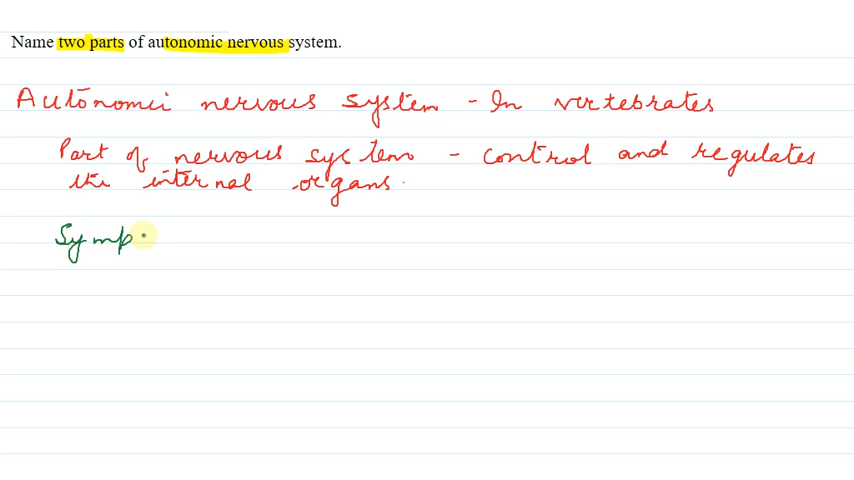 Name two parts of autonomic nervous system.
Autonomic nervous system - In vertebrates
Part of nervous system - control and regulates
the internal organs.
Symp